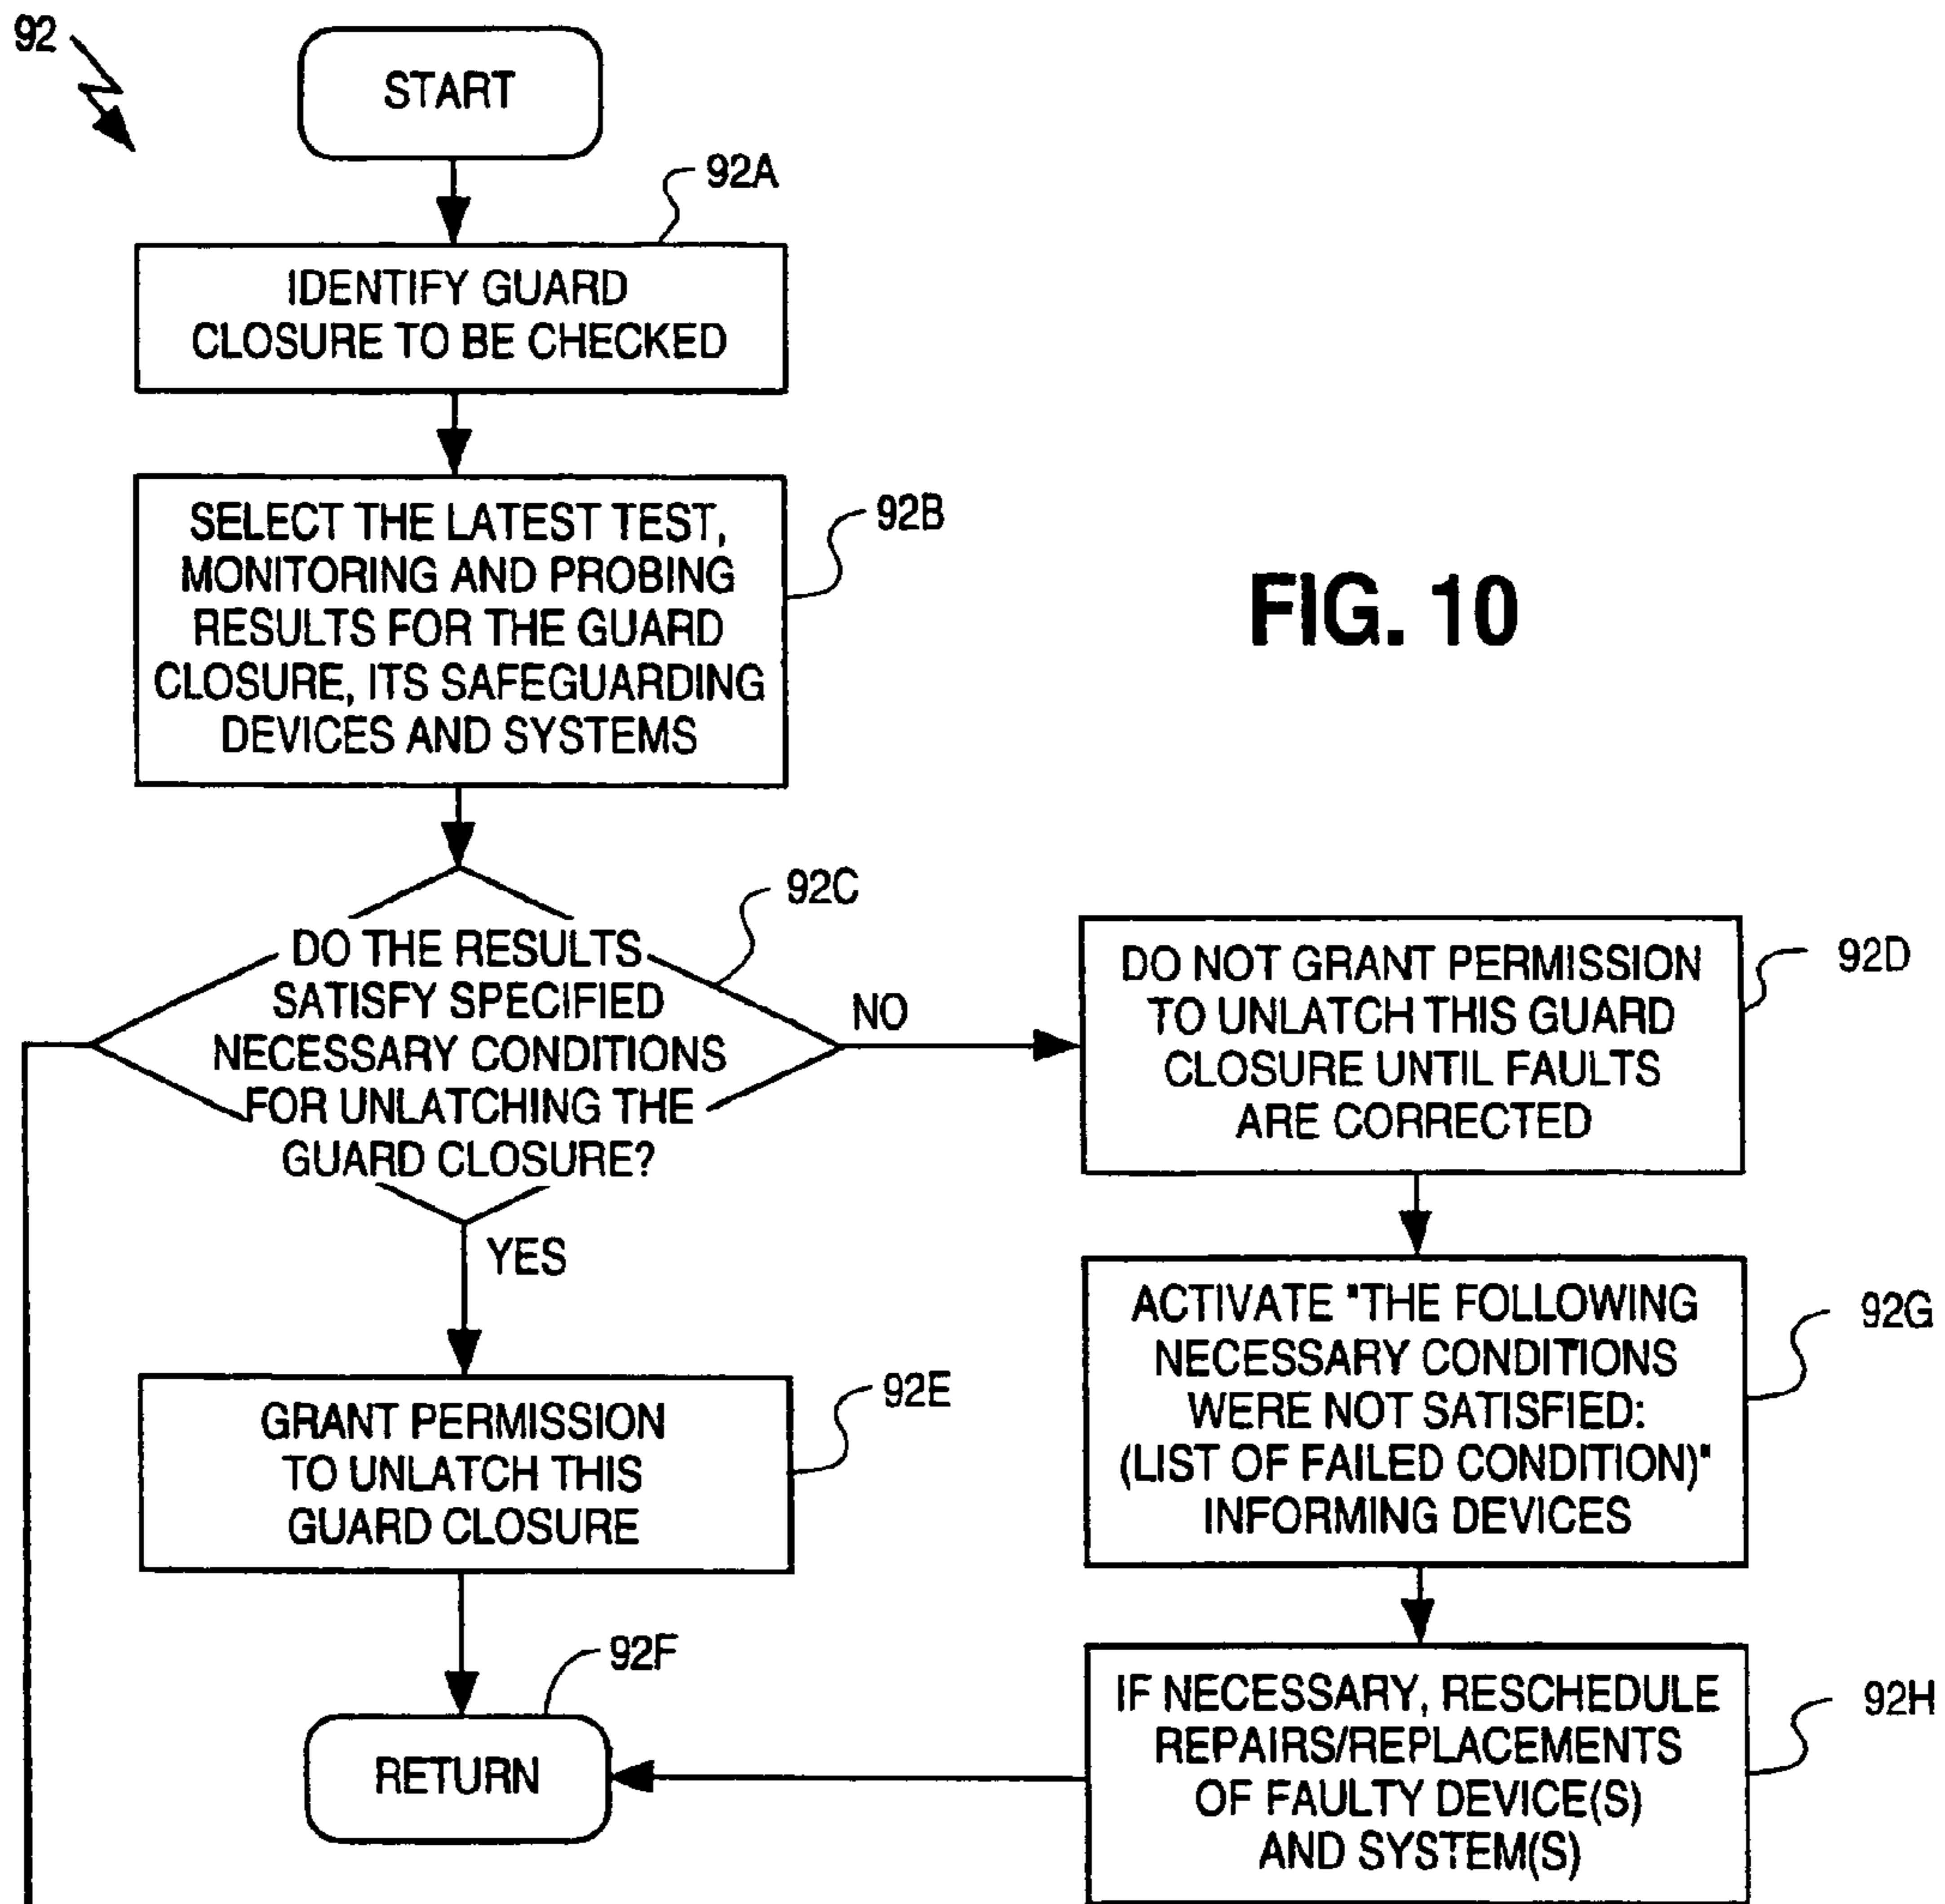 92
START
92A
IDENTIFY GUARD
CLOSURE TO BE CHECKED
92B
SELECT THE LATEST TEST,
MONITORING AND PROBING
RESULTS FOR THE GUARD
CLOSURE, ITS SAFEGUARDING
DEVICES AND SYSTEMS
FIG. 10
92C
DO THE RESULTS
SATISFY SPECIFIED
NECESSARY CONDITIONS
FOR UNLATCHING THE
GUARD CLOSURE?
NO
YES
92D
DO NOT GRANT PERMISSION
TO UNLATCH THIS GUARD
CLOSURE UNTIL FAULTS
ARE CORRECTED
92G
ACTIVATE "THE FOLLOWING
NECESSARY CONDITIONS
WERE NOT SATISFIED:
(LIST OF FAILED CONDITION)"
INFORMING DEVICES
92E
GRANT PERMISSION
TO UNLATCH THIS
GUARD CLOSURE
92F
RETURN
92H
IF NECESSARY, RESCHEDULE
REPAIRS/REPLACEMENTS
OF FAULTY DEVICE(S)
AND SYSTEM(S)